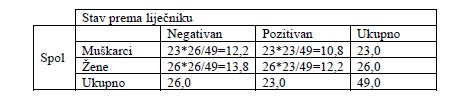 Stav prema liječniku
Negativan Pozitivan Ukupno
Spol
Muškarci 23*26/49=12,2 23*23/49=10,8 23,0
Žene 26*26/49=13,8 26*23/49=12,2 26,0
Ukupno 26,0 23,0 49,0